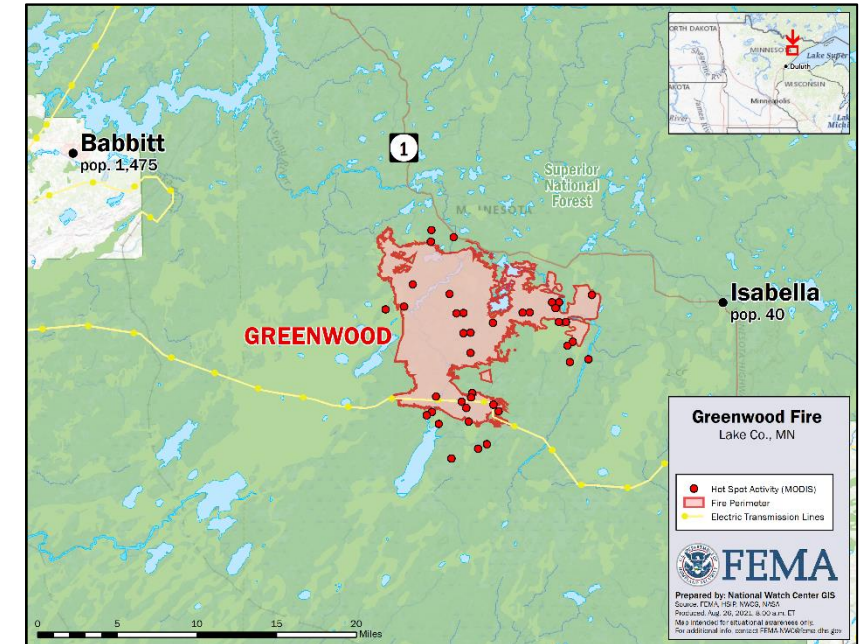 NORTH DAKOTA
MINNESOTA
Lake Super
Duluth
WISCONSIN
Minneapolis
River
Babbitt
pop. 1,475
1
Superior
National
Forest
Isabella
pop. 40
GREENWOOD
Greenwood Fire
Lake Co., MN
Hot Spot Activity (MODIS)
Fire Perimeter
Electric Transmission Lines
FEMA
Prepared by: National Watch Center GIS
Source: FEMA, HSIP, NWCG, NASA
Produced: Aug. 26, 2021, 8:00 a.m. ET
Map intended for situational awareness only.
For additional info contact FEMA-NWC@fema.dhs.gov
0 5 10 15 20
Miles